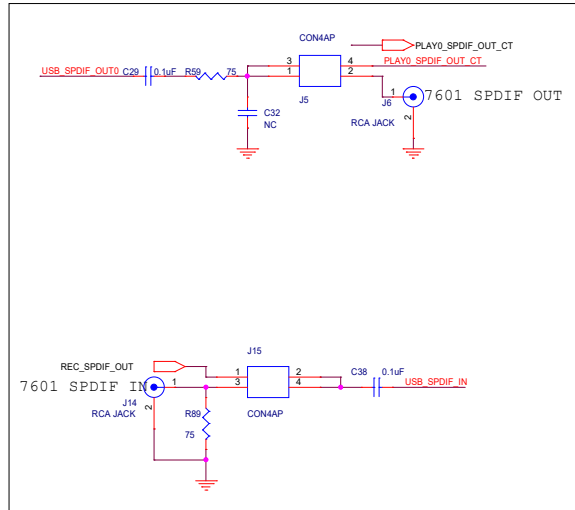 CON4AP
PLAY0_SPDIF_OUT_CT
3 4 PLAY0_SPDIF_OUT_CT
USB_SPDIF_OUT0 C29 0.1uF R59 75 1 2
J5 J6 1 7601 SPDIF OUT
C32
NC
2
RCA JACK
J15
REC_SPDIF_OUT 1 2 C38 0.1uF
7601 SPDIF IN 1 3 4 USB_SPDIF_IN
J14 2 R89
RCA JACK CON4AP
75